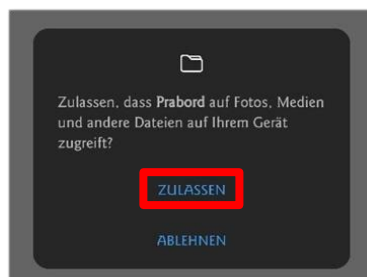 Zulassen, dass Prabord auf Fotos, Medien
und andere Dateien auf Ihrem Gerät
zugreift?
ZULASSEN
ABLEHNEN